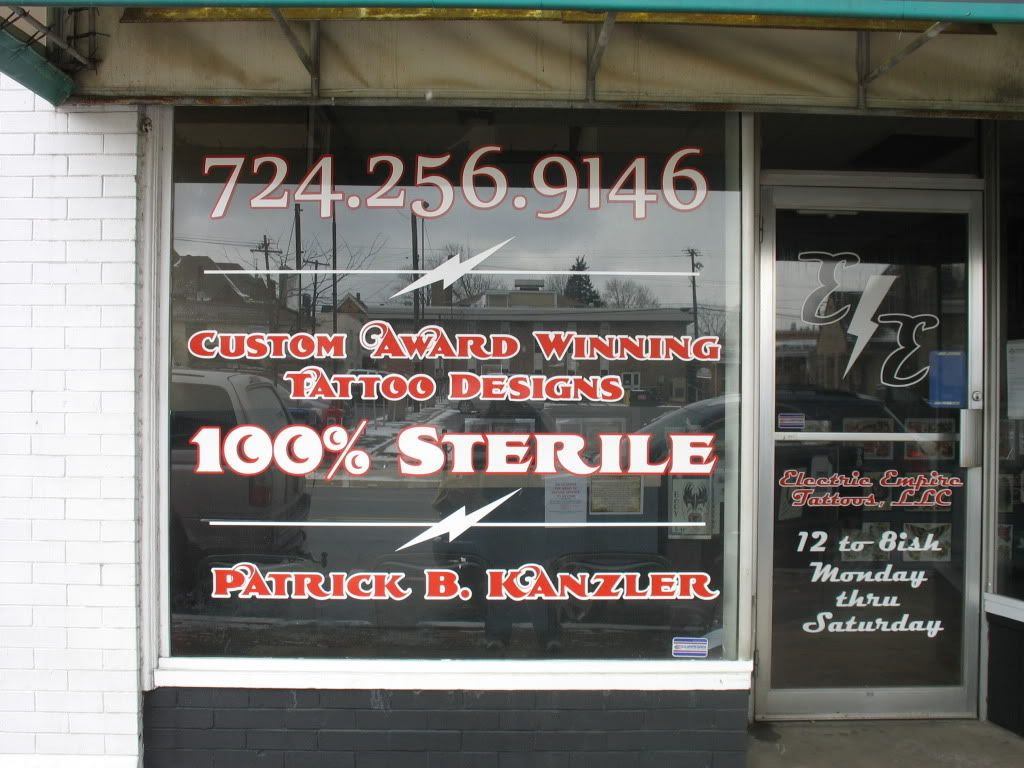 724.256.9146
Custom Award Winning
Tattoo Designs
100% Sterile
Patrick B. Kanzler
E E
Electric Empire
Tattoos, LLC
12 to 8ish
Monday
thru
Saturday